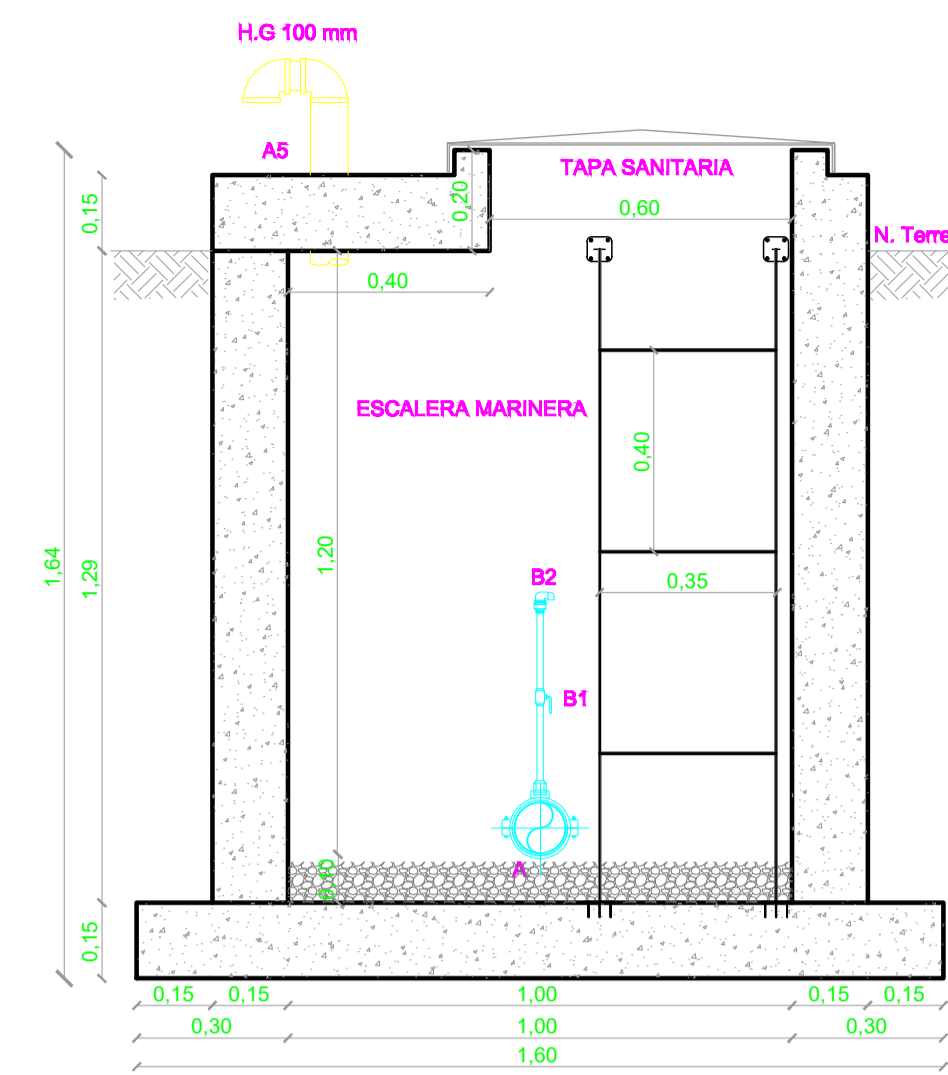 H.G 100 mm
A5
TAPA SANITARIA
0,15
0,20
0,60
N. Terre
0,40
ESCALERA MARINERA
0,40
1,64
1,29
1,20
B2
0,35
B1
A
0,10
0,15
0,15
0,15
1,00
0,15
0,15
0,30
1,00
0,30
1,60